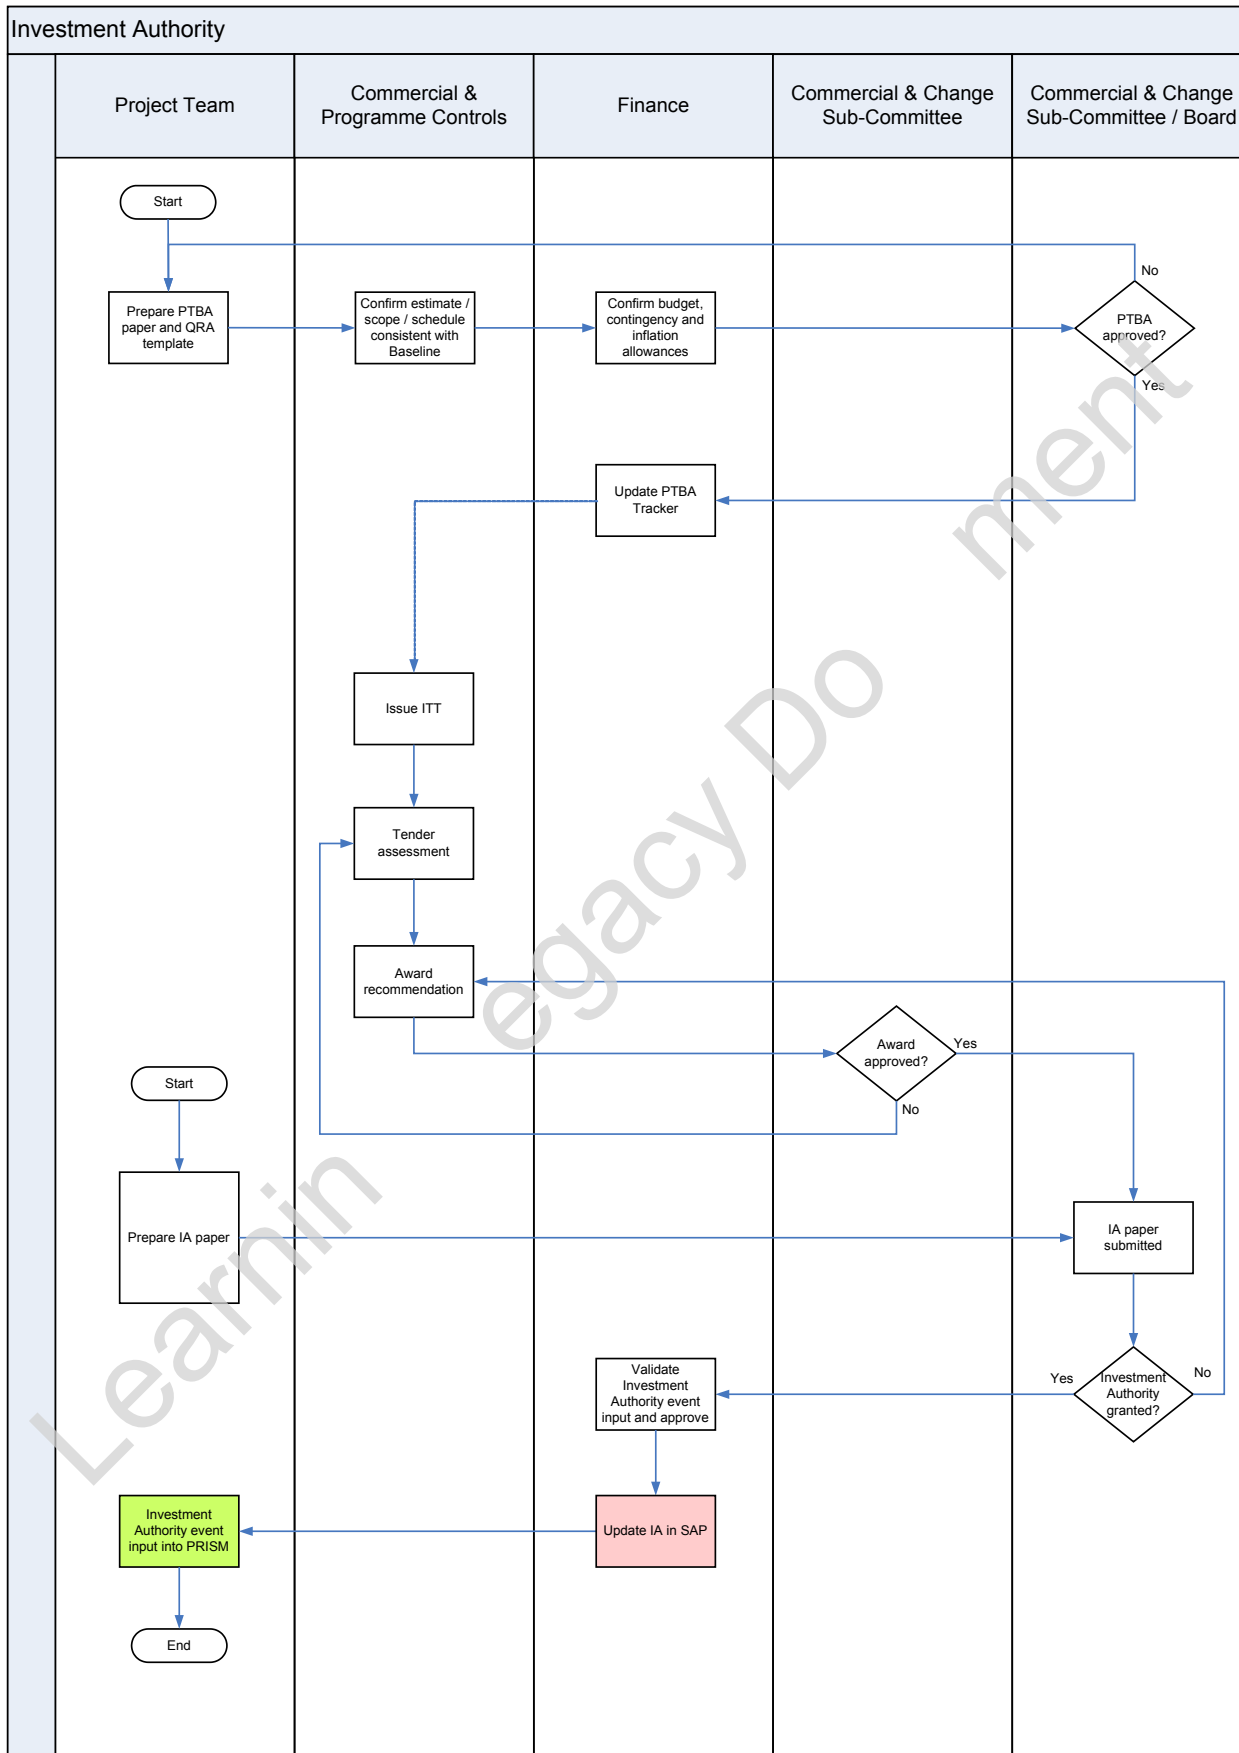 Investment Authority
Project Team
Commercial &
Programme Controls
Finance
Commercial & Change
Sub-Committee
Commercial & Change
Sub-Committee / Board
Start
No
Prepare PTBA
paper and QRA
template
Confirm estimate /
scope / schedule
consistent with
Baseline
Confirm budget,
contingency and
inflation
allowances
PTBA
approved?
Yes
Update PTBA
Tracker
Issue ITT
Tender
assessment
Award
recommendation
Award
approved?
Yes
No
Start
Prepare IA paper
IA paper
submitted
Validate
Investment
Authority event
input and approve
Yes
Investment
Authority
granted?
No
Investment
Authority event
input into PRISM
Update IA in SAP
End
Learnin egacy Do ment